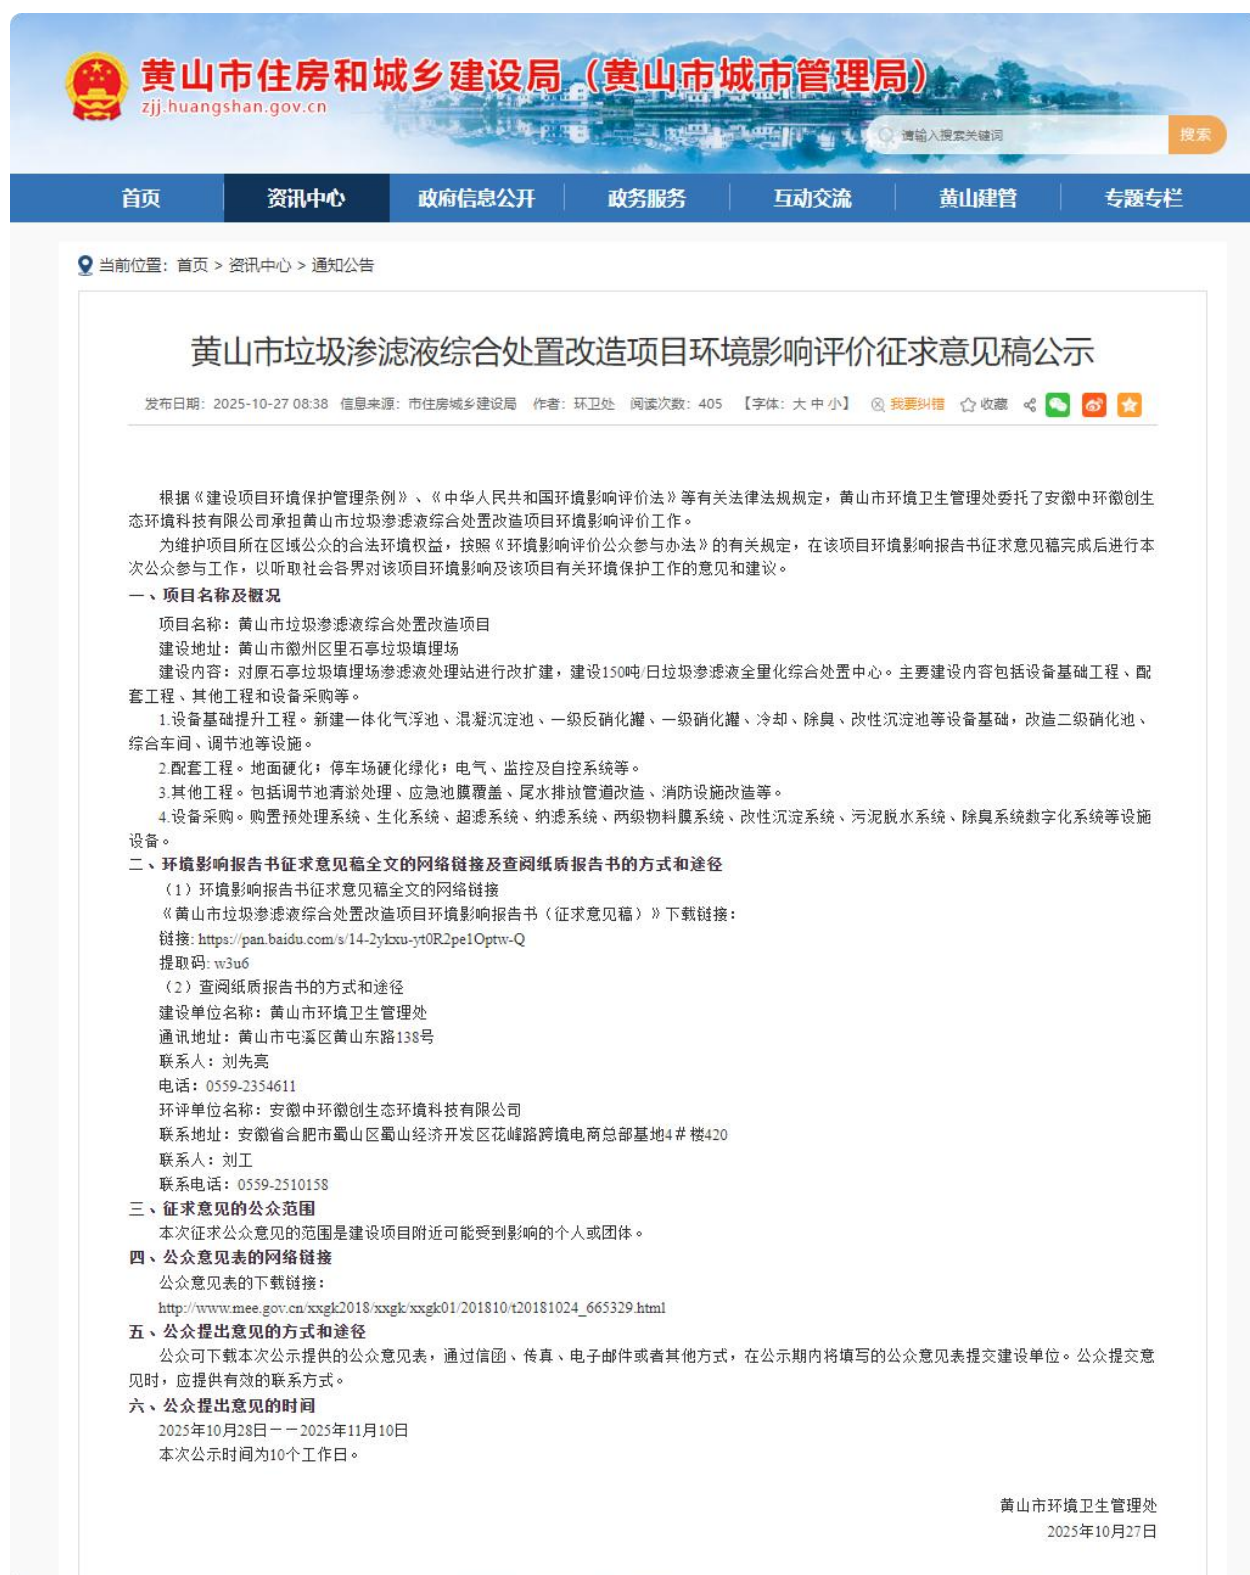 黄山市住房和城乡建设局（黄山市城市管理局）
zjj.huangshan.gov.cn
请输入搜索关键词
搜索
首页 资讯中心 政府信息公开 政务服务 互动交流 黄山建管 专题专栏
当前位置：首页 > 资讯中心 > 通知公告
黄山市垃圾渗滤液综合处置改造项目环境影响评价征求意见稿公示
发布日期：2025-10-27 08:38 信息来源：市住房城乡建设局 作者：环卫处 阅读次数：405 【字体：大 中 小】 我要纠错 收藏
根据《建设项目环境保护管理条例》、《中华人民共和国环境影响评价法》等有关法律法规规定，黄山市环境卫生管理处委托了安徽中环徽创生
态环境科技有限公司承担黄山市垃圾渗滤液综合处置改造项目环境影响评价工作。
为维护项目所在区域公众的合法环境权益，按照《环境影响评价公众参与办法》的有关规定，在该项目环境影响报告书征求意见稿完成后进行本
次公众参与工作，以听取社会各界对该项目环境影响及该项目有关环境保护工作的意见和建议。
一、项目名称及概况
项目名称：黄山市垃圾渗滤液综合处置改造项目
建设地址：黄山市徽州区里石亭垃圾填埋场
建设内容：对原石亭垃圾填埋场渗滤液处理站进行改扩建，建设150吨/日垃圾渗滤液全量化综合处置中心。主要建设内容包括设备基础工程、配
套工程、其他工程和设备采购等。
1.设备基础提升工程。新建一体化气浮池、混凝沉淀池、一级反硝化罐、一级硝化罐、冷却、除臭、改性沉淀池等设备基础，改造二级硝化池、
综合车间、调节池等设施。
2.配套工程。地面硬化；停车场硬化绿化；电气、监控及自控系统等。
3.其他工程。包括调节池清淤处理、应急池膜覆盖、尾水排放管道改造、消防设施改造等。
4.设备采购。购置预处理系统、生化系统、超滤系统、纳滤系统、两级物料膜系统、改性沉淀系统、污泥脱水系统、除臭系统数字化系统等设施
设备。
二、环境影响报告书征求意见稿全文的网络链接及查阅纸质报告书的方式和途径
（1）环境影响报告书征求意见稿全文的网络链接
《黄山市垃圾渗滤液综合处置改造项目环境影响报告书（征求意见稿）》下载链接：
链接: https://pan.baidu.com/s/14-2ykxu-yt0R2pe1Optw-Q
提取码: w3u6
（2）查阅纸质报告书的方式和途径
建设单位名称：黄山市环境卫生管理处
通讯地址：黄山市屯溪区黄山东路138号
联系人：刘先亮
电话：0559-2354611
环评单位名称：安徽中环徽创生态环境科技有限公司
联系地址：安徽省合肥市蜀山区蜀山经济开发区花峰路跨境电商总部基地4＃楼420
联系人：刘工
联系电话：0559-2510158
三、征求意见的公众范围
本次征求公众意见的范围是建设项目附近可能受到影响的个人或团体。
四、公众意见表的网络链接
公众意见表的下载链接：
http://www.mee.gov.cn/xxgk2018/xxgk/xxgk01/201810/t20181024_665329.html
五、公众提出意见的方式和途径
公众可下载本次公示提供的公众意见表，通过信函、传真、电子邮件或者其他方式，在公示期内将填写的公众意见表提交建设单位。公众提交意
见时，应提供有效的联系方式。
六、公众提出意见的时间
2025年10月28日－－2025年11月10日
本次公示时间为10个工作日。
黄山市环境卫生管理处
2025年10月27日